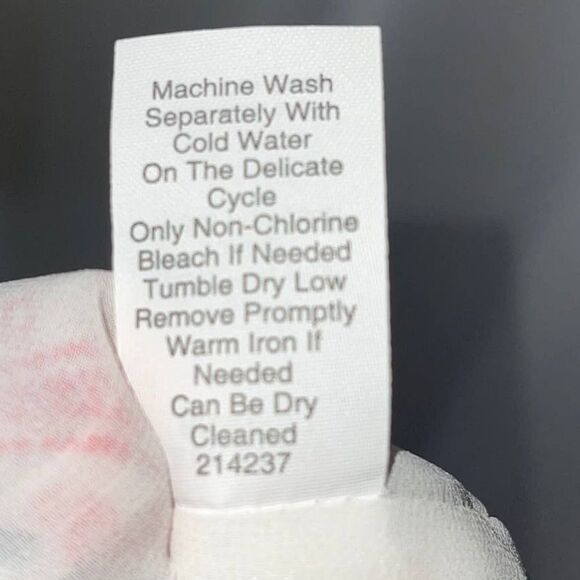 Machine Wash
Separately With
Cold Water
On The Delicate
Cycle
Only Non-Chlorine
Bleach If Needed
Tumble Dry Low
Remove Promptly
Warm Iron If
Needed
Can Be Dry
Cleaned
214237